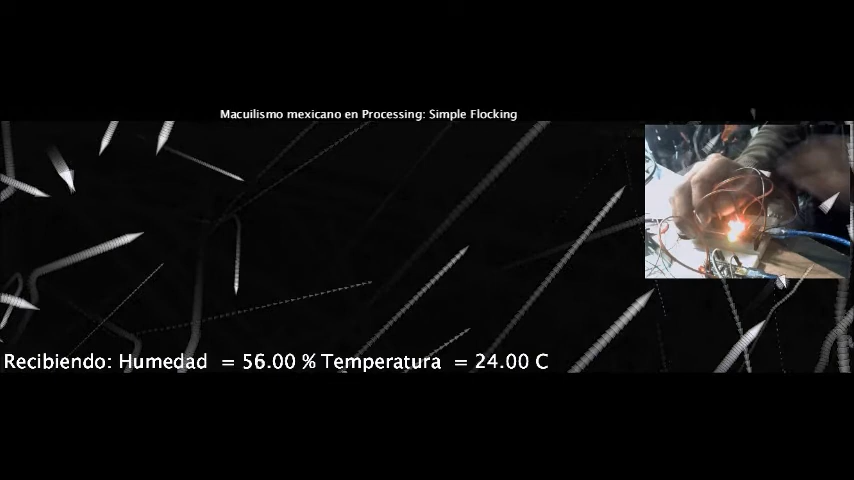 Macuilismo mexicano en Processing: Simple Flocking
Recibiendo: Humedad = 56.00 % Temperatura = 24.00 C